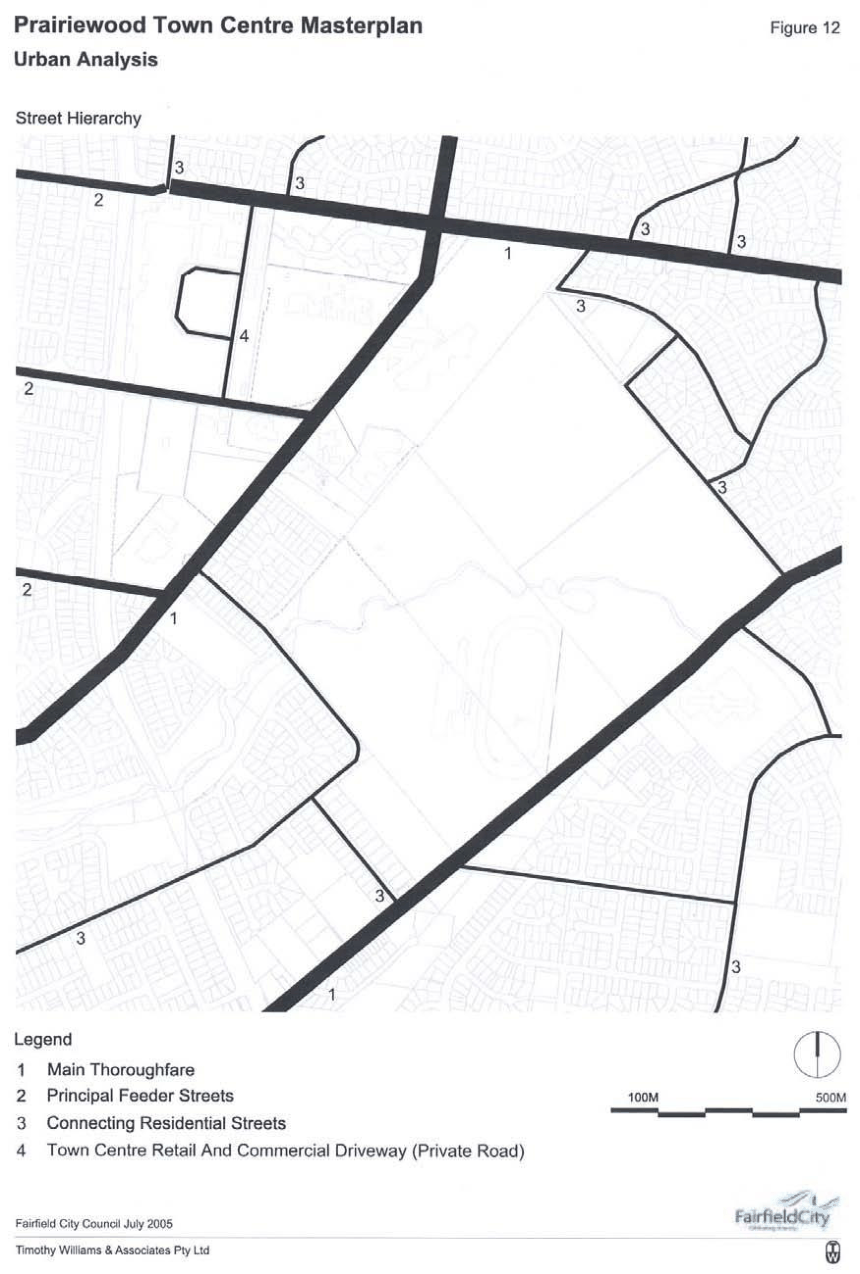 Prairiewood Town Centre Masterplan
Figure 12
Urban Analysis
Street Hierarchy
3
3
2
3
3
1
3
4
2
3
2
1
3
3
3
1
Legend
1 Main Thoroughfare
2 Principal Feeder Streets
3 Connecting Residential Streets
4 Town Centre Retail And Commercial Driveway (Private Road)
100M
500M
FairfieldCity
Fairfield City Council July 2005
Timothy Williams & Associates Pty Ltd